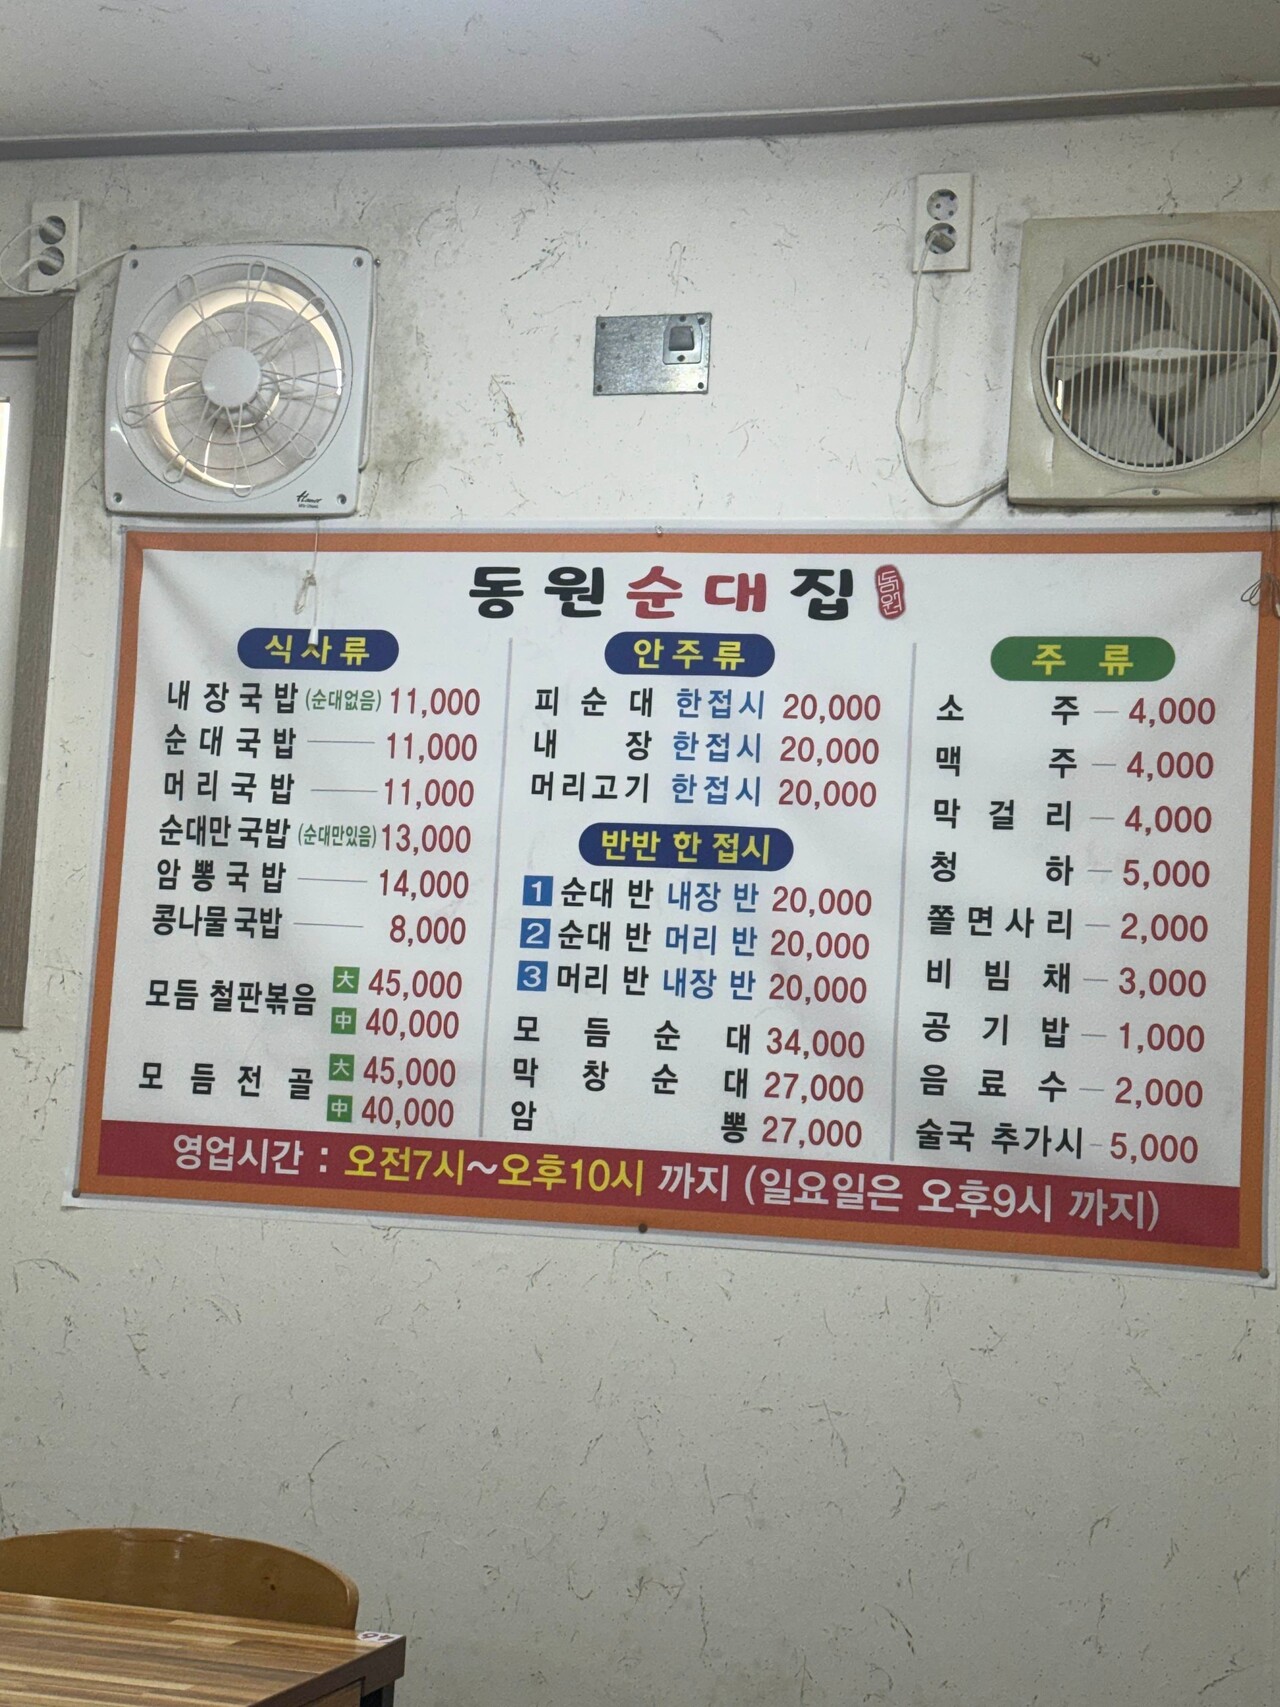 동원순대집 동원
식사류
내장국밥 (순대없음) 11,000
순대국밥 11,000
머리국밥 11,000
순대만국밥 (순대만있음) 13,000
암뽕국밥 14,000
콩나물국밥 8,000
모듬철판볶음 大 45,000
中 40,000
모듬전골 大 45,000
中 40,000
안주류
피순대 한접시 20,000
내장 한접시 20,000
머리고기 한접시 20,000
반반 한 접시
1 순대 반 내장 반 20,000
2 순대 반 머리 반 20,000
3 머리 반 내장 반 20,000
모듬순대 34,000
막창순대 27,000
암뽕 27,000
주류
소주 4,000
맥주 4,000
막걸리 4,000
청하 5,000
쫄면사리 2,000
비빔채 3,000
공기밥 1,000
음료수 2,000
술국 추가시 5,000
영업시간 : 오전7시~오후10시 까지 (일요일은 오후9시 까지)